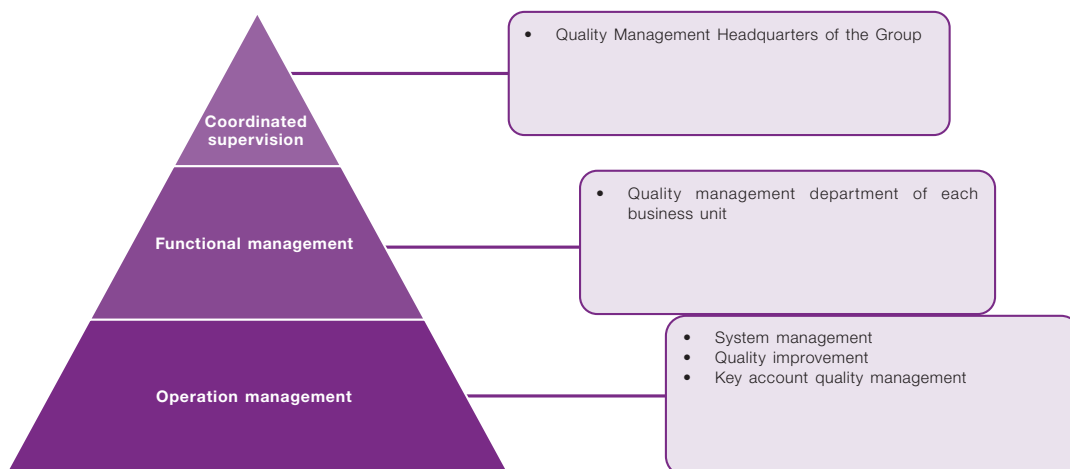 Coordinated
supervision
• Quality Management Headquarters of the Group
Functional management
• Quality management department of each
business unit
Operation management
• System management
• Quality improvement
• Key account quality management